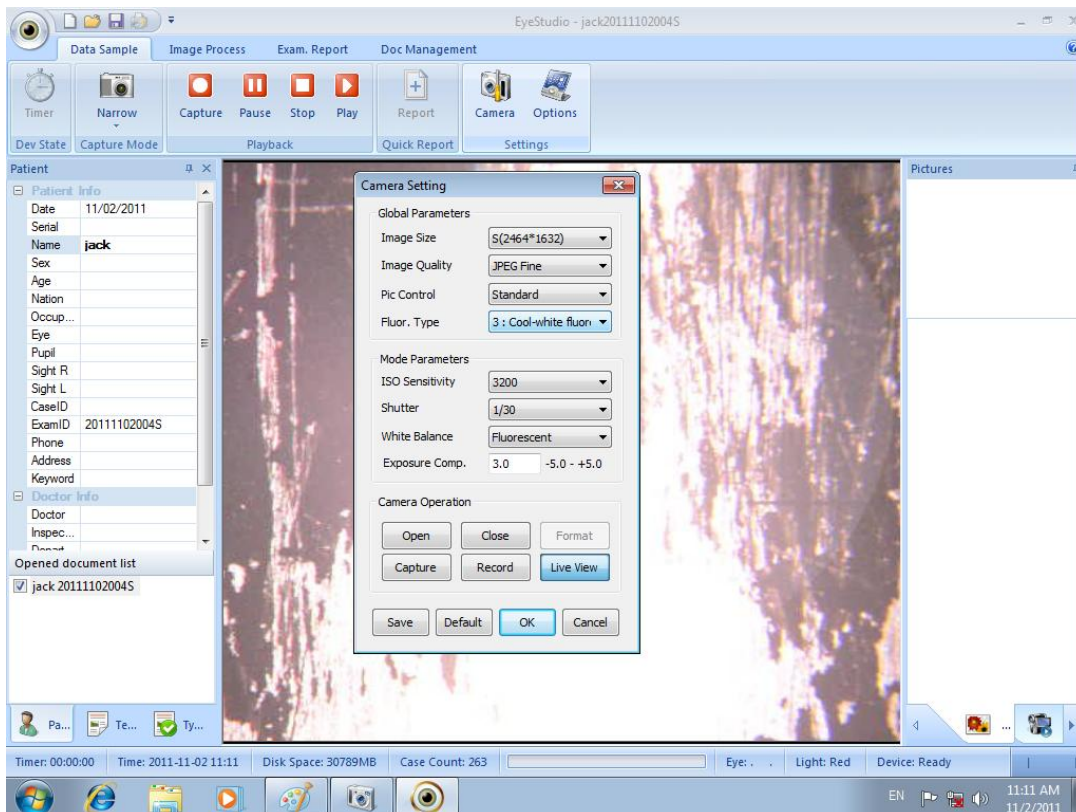 EyeStudio - jack20111102004S
Data Sample Image Process Exam. Report Doc Management
Timer Narrow Capture Pause Stop Play Report Camera Options
Dev State Capture Mode Playback Quick Report Settings
Patient
Patient Info
Date 11/02/2011
Serial
Name jack
Sex
Age
Nation
Occup...
Eye
Pupil
Sight R
Sight L
CaseID
ExamID 20111102004S
Phone
Address
Keyword
Doctor Info
Doctor
Inspec...
Depart
Opened document list
jack 20111102004S
Pa... Te... Ty...
Camera Setting
Global Parameters
Image Size S(2464*1632)
Image Quality JPEG Fine
Pic Control Standard
Fluor. Type 3 : Cool-white fluore
Mode Parameters
ISO Sensitivity 3200
Shutter 1/30
White Balance Fluorescent
Exposure Comp. 3.0 -5.0 - +5.0
Camera Operation
Open Close Format
Capture Record Live View
Save Default OK Cancel
Pictures
...
Timer: 00:00:00 Time: 2011-11-02 11:11 Disk Space: 30789MB Case Count: 263 Eye: . . Light: Red Device: Ready
EN 11:11 AM
11/2/2011